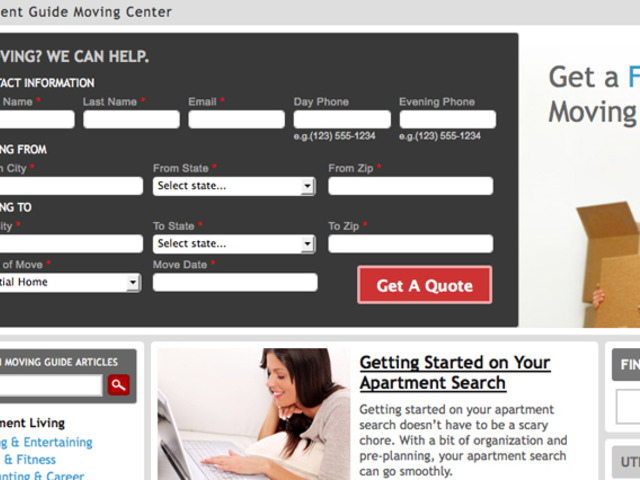 ent Guide Moving Center
VING? WE CAN HELP.
TACT INFORMATION
Name * Last Name * Email * Day Phone Evening Phone
e.g.(123) 555-1234 e.g.(123) 555-1234
NG FROM
City * From State * From Zip *
Select state...
NG TO
ity * To State * To Zip *
Select state...
of Move * Move Date *
tial Home
Get A Quote
Get a F
Moving
MOVING GUIDE ARTICLES
ment Living
g & Entertaining
& Fitness
nting & Career
Getting Started on Your
Apartment Search
Getting started on your apartment
search doesn't have to be a scary
chore. With a bit of organization and
pre-planning, your apartment search
can go smoothly.
FIN
UT